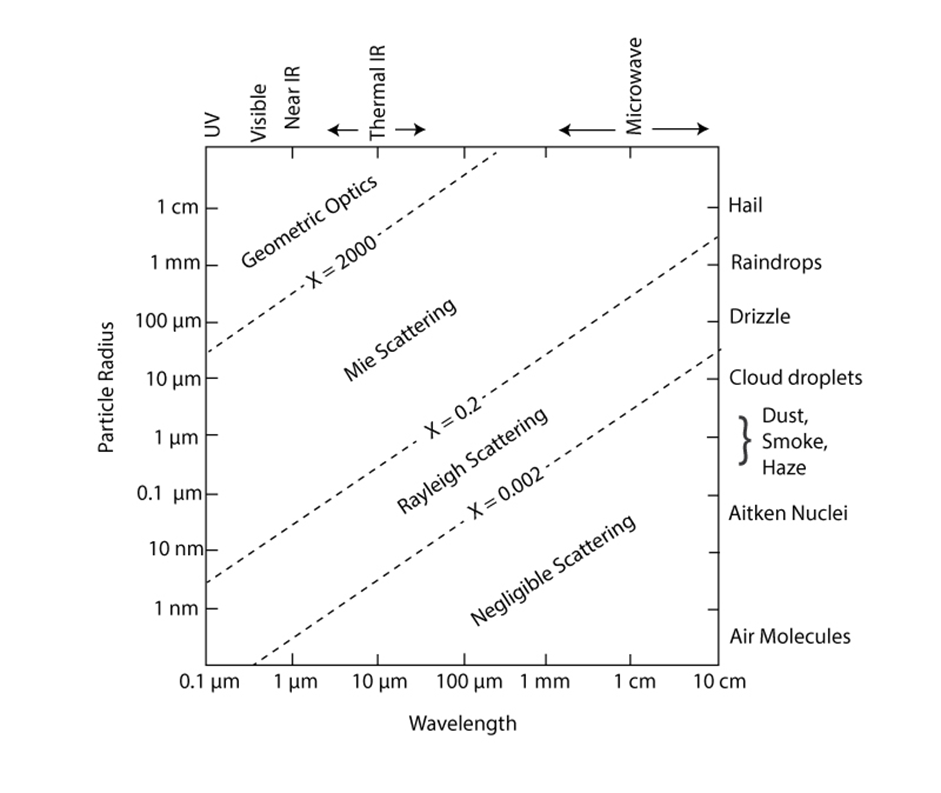 UV
Visible
Near IR
Thermal IR
Microwave
Geometric Optics
X = 2000
Mie Scattering
X = 0.2
Rayleigh Scattering
X = 0.002
Negligible Scattering
Particle Radius
1 cm
1 mm
100 µm
10 µm
1 µm
0.1 µm
10 nm
1 nm
Hail
Raindrops
Drizzle
Cloud droplets
} Dust,
Smoke,
Haze
Aitken Nuclei
Air Molecules
0.1 µm
1 µm
10 µm
100 µm
1 mm
1 cm
10 cm
Wavelength